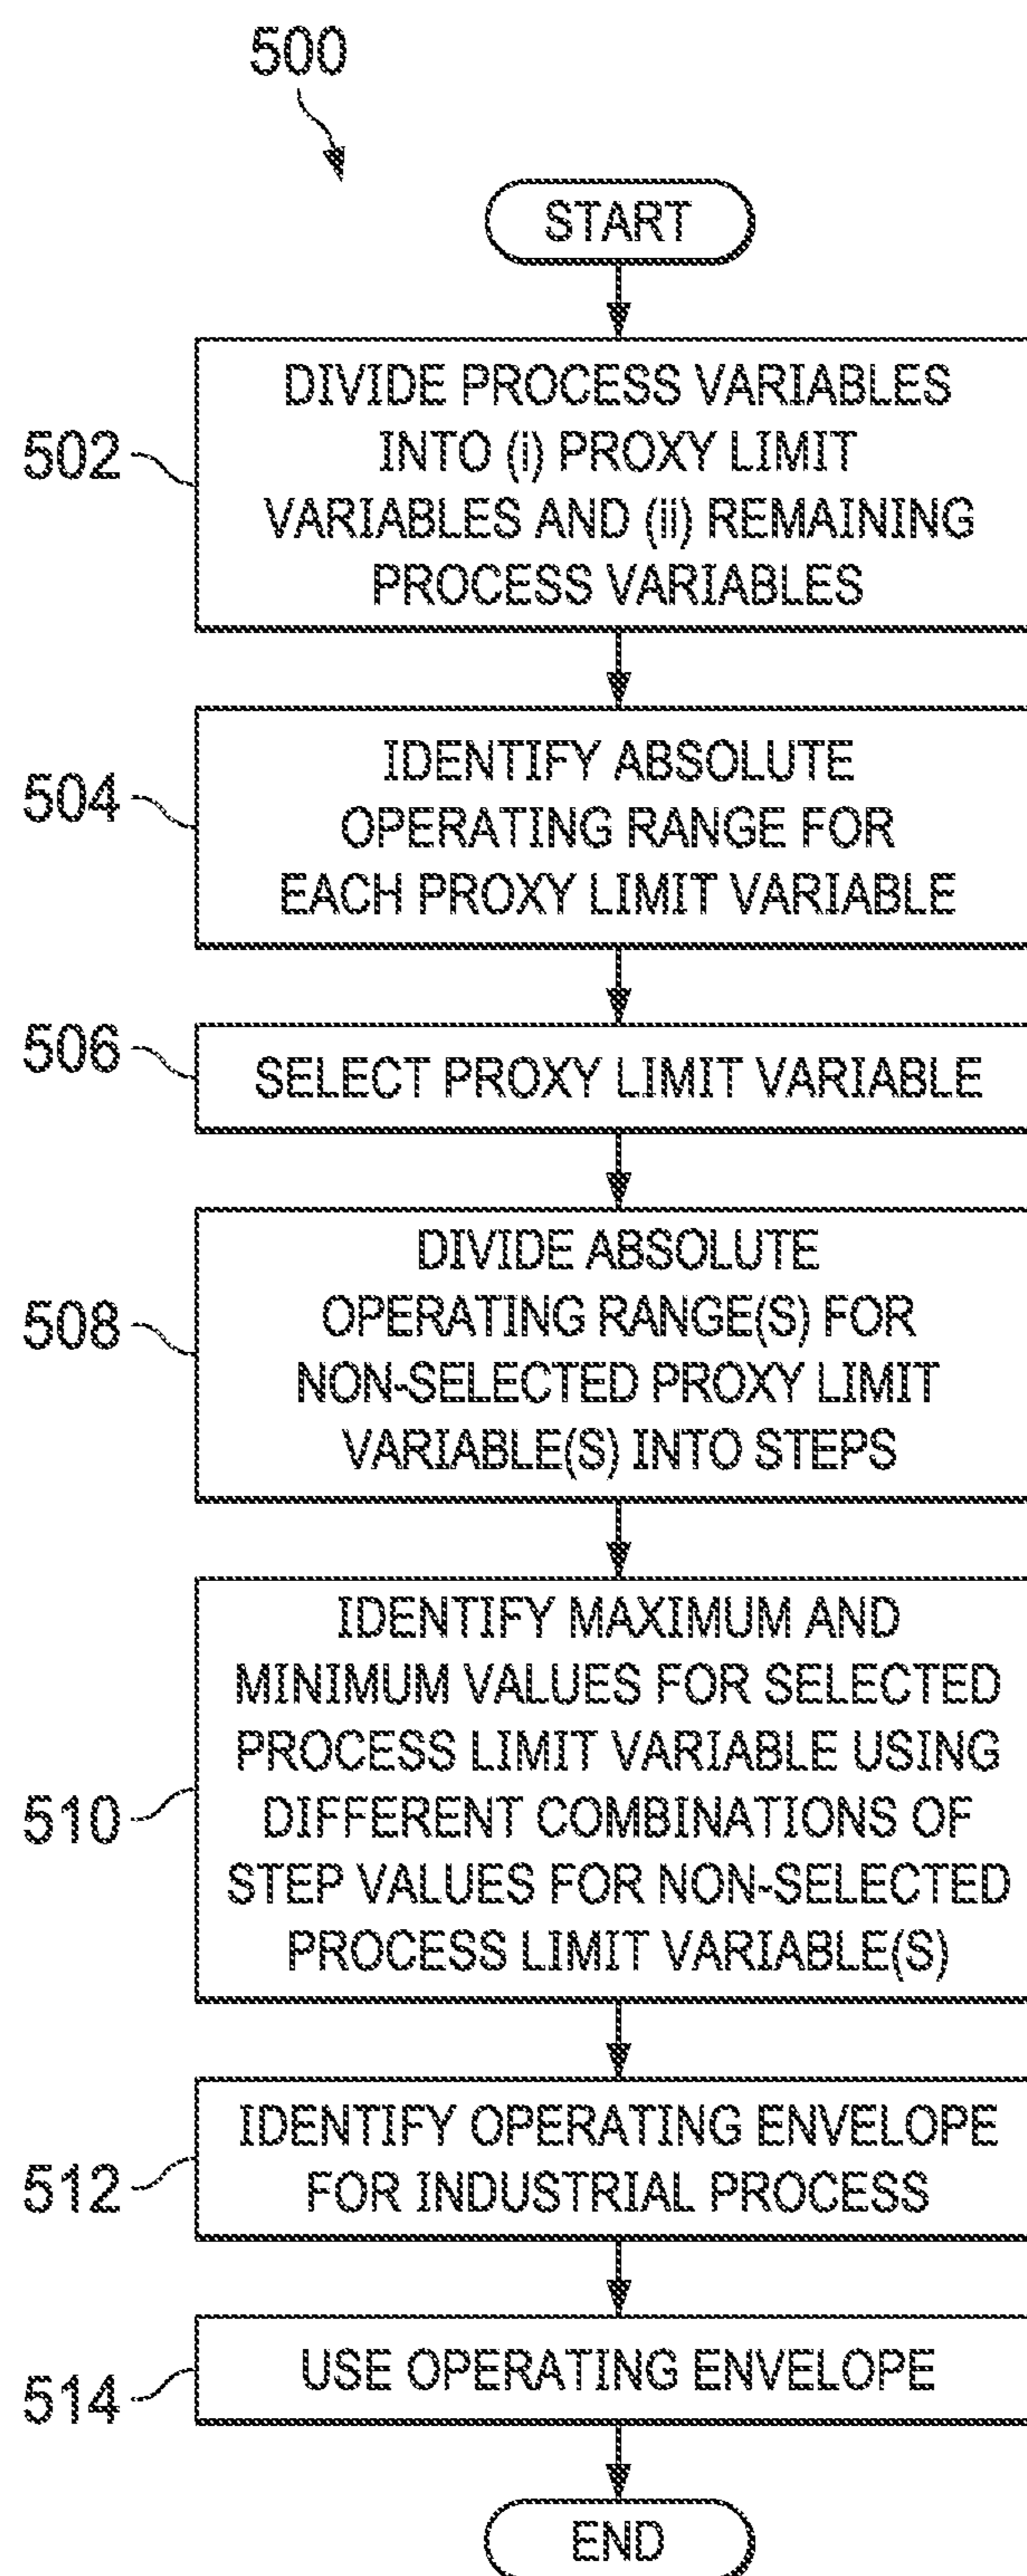 500
START
502
DIVIDE PROCESS VARIABLES
INTO (i) PROXY LIMIT
VARIABLES AND (ii) REMAINING
PROCESS VARIABLES
504
IDENTIFY ABSOLUTE
OPERATING RANGE FOR
EACH PROXY LIMIT VARIABLE
506
SELECT PROXY LIMIT VARIABLE
508
DIVIDE ABSOLUTE
OPERATING RANGE(S) FOR
NON-SELECTED PROXY LIMIT
VARIABLE(S) INTO STEPS
510
IDENTIFY MAXIMUM AND
MINIMUM VALUES FOR SELECTED
PROCESS LIMIT VARIABLE USING
DIFFERENT COMBINATIONS OF
STEP VALUES FOR NON-SELECTED
PROCESS LIMIT VARIABLE(S)
512
IDENTIFY OPERATING ENVELOPE
FOR INDUSTRIAL PROCESS
514
USE OPERATING ENVELOPE
END